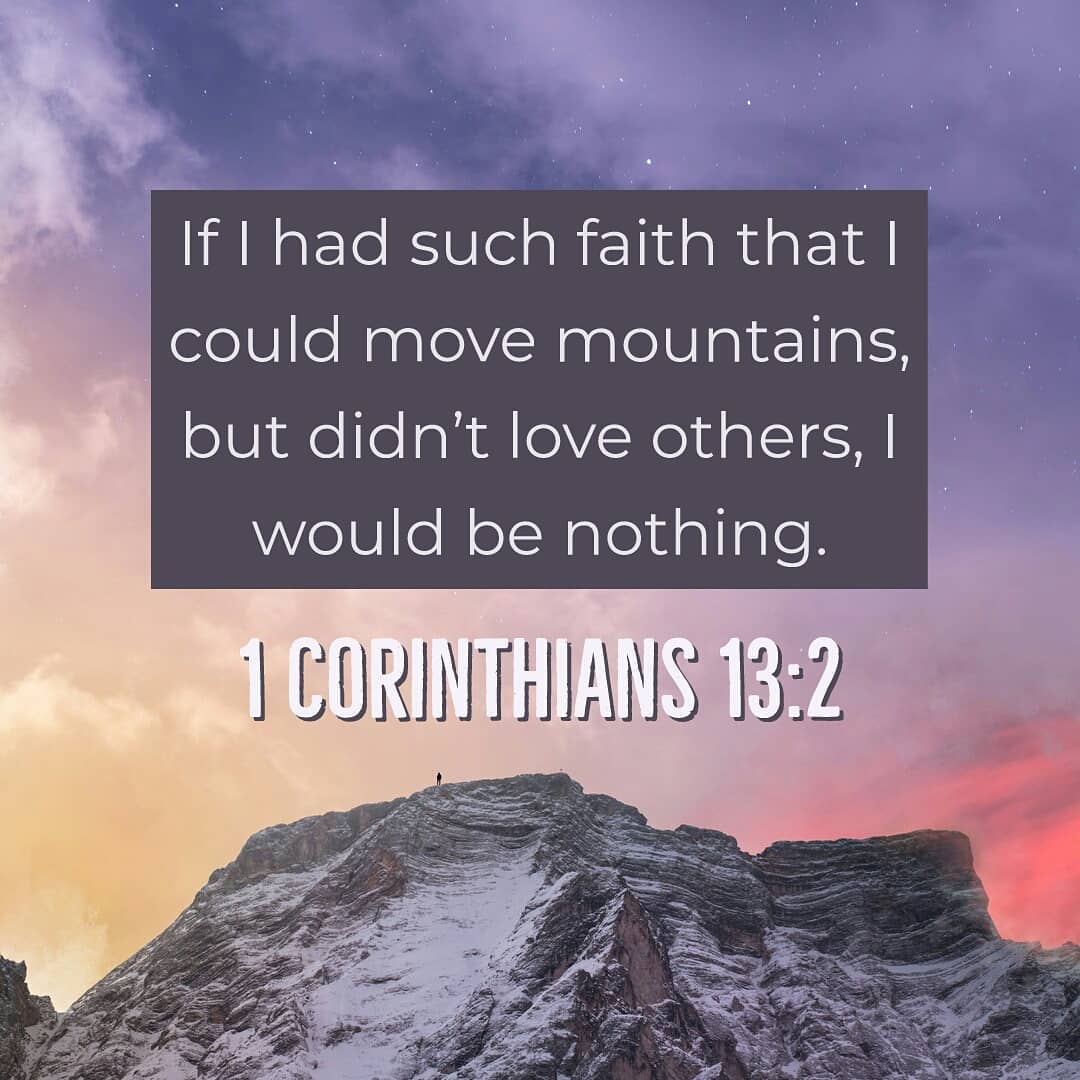 If I had such faith that I
could move mountains,
but didn’t love others, I
would be nothing.
1 CORINTHIANS 13:2